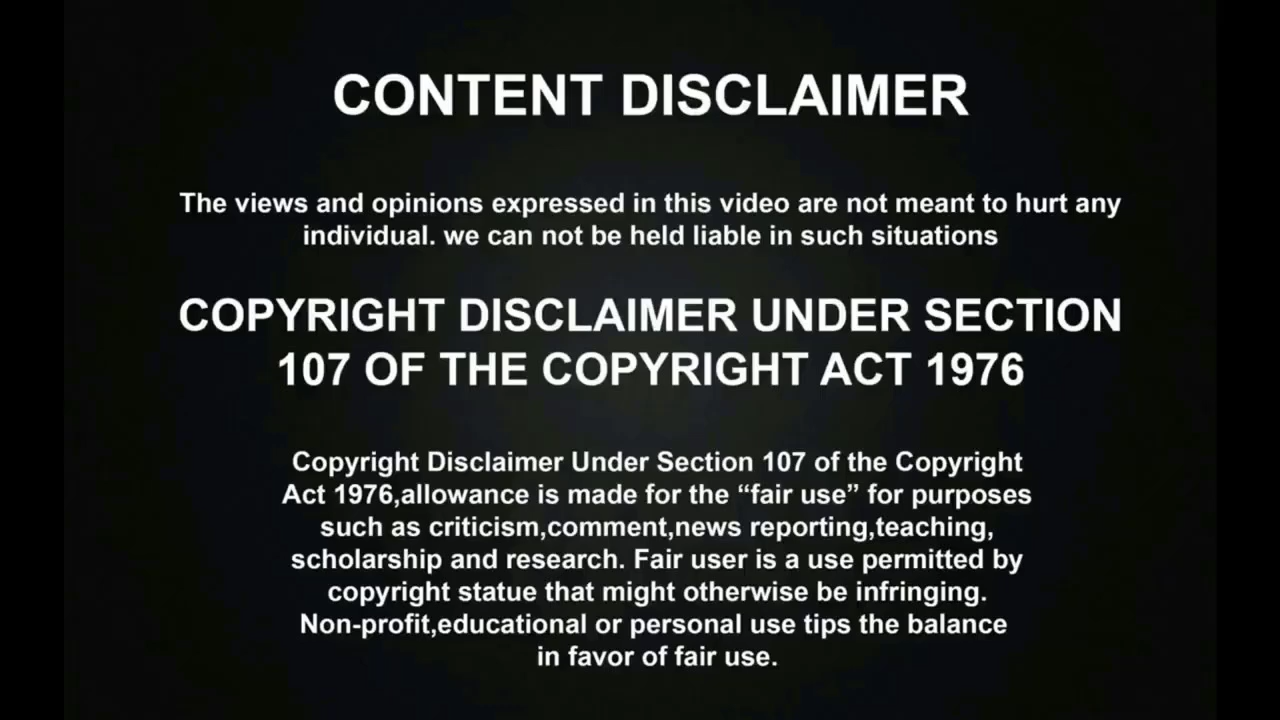 CONTENT DISCLAIMER
The views and opinions expressed in this video are not meant to hurt any
individual. we can not be held liable in such situations
COPYRIGHT DISCLAIMER UNDER SECTION
107 OF THE COPYRIGHT ACT 1976
Copyright Disclaimer Under Section 107 of the Copyright
Act 1976,allowance is made for the “fair use” for purposes
such as criticism,comment,news reporting,teaching,
scholarship and research. Fair user is a use permitted by
copyright statue that might otherwise be infringing.
Non-profit,educational or personal use tips the balance
in favor of fair use.